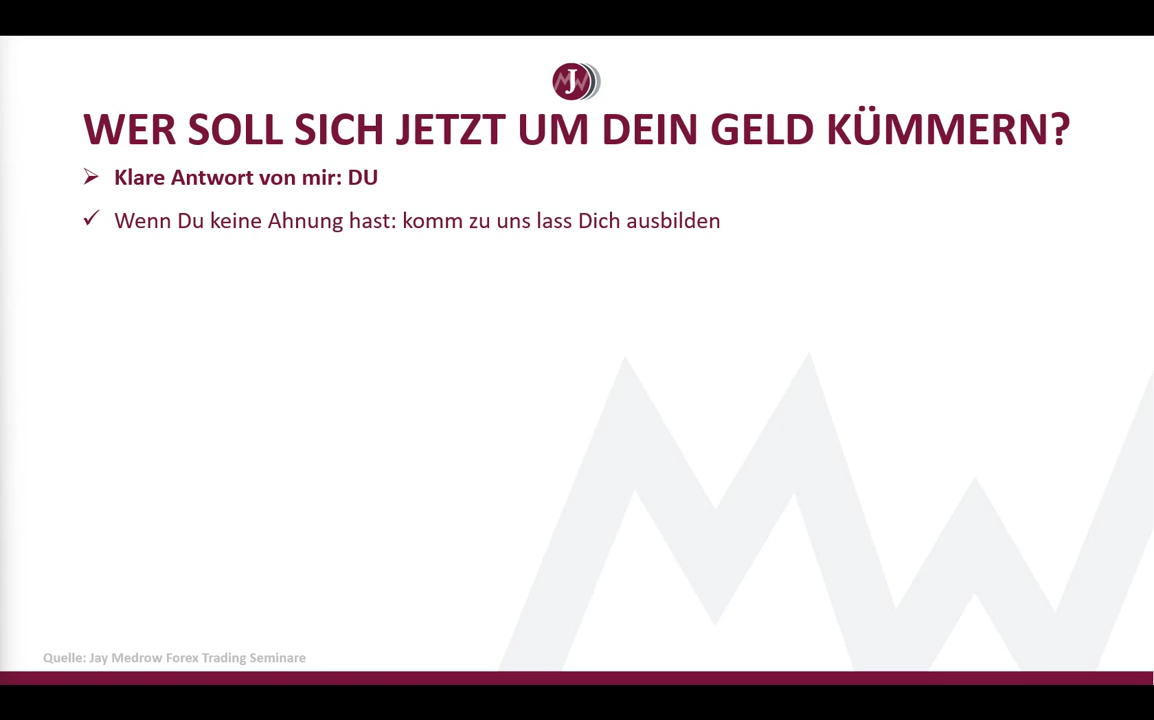 J
WER SOLL SICH JETZT UM DEIN GELD KÜMMERN?
Klare Antwort von mir: DU
Wenn Du keine Ahnung hast: komm zu uns lass Dich ausbilden
Quelle: Jay Medrow Forex Trading Seminare